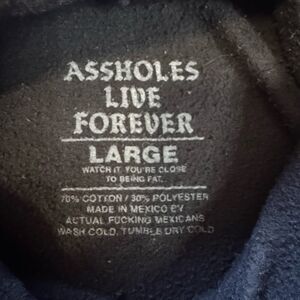 ASSHOLES
LIVE
FOREVER
LARGE
WATCH IT, YOU'RE CLOSE
TO BEING FAT...
70% COTTON / 30% POLYESTER
MADE IN MEXICO BY
ACTUAL FUCKING MEXICANS
WASH COLD, TUMBLE DRY COLD